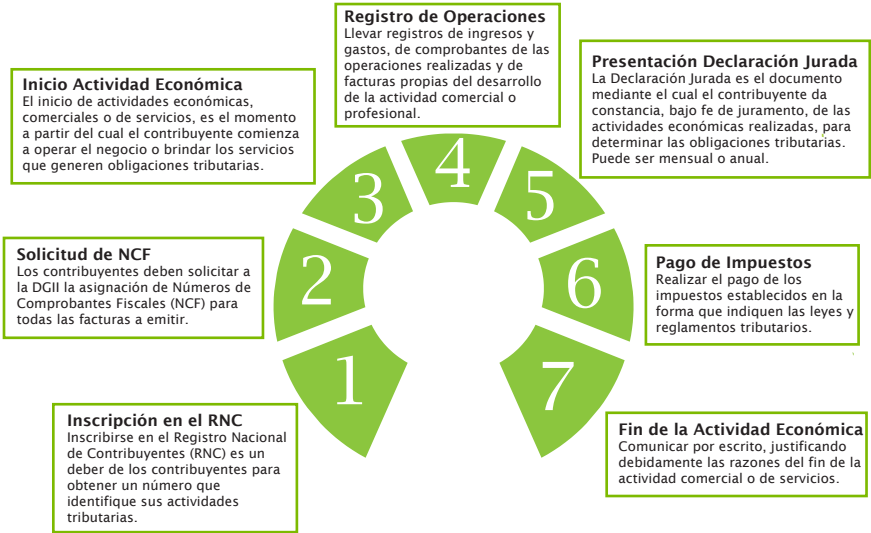 1
Inscripción en el RNC
Inscribirse en el Registro Nacional
de Contribuyentes (RNC) es un
deber de los contribuyentes para
obtener un número que
identifique sus actividades
tributarias.
2
Solicitud de NCF
Los contribuyentes deben solicitar a
la DGII la asignación de Números de
Comprobantes Fiscales (NCF) para
todas las facturas a emitir.
3
Inicio Actividad Económica
El inicio de actividades económicas,
comerciales o de servicios, es el momento
a partir del cual el contribuyente comienza
a operar el negocio o brindar los servicios
que generen obligaciones tributarias.
4
Registro de Operaciones
Llevar registros de ingresos y
gastos, de comprobantes de las
operaciones realizadas y de
facturas propias del desarrollo
de la actividad comercial o
profesional.
5
Presentación Declaración Jurada
La Declaración Jurada es el documento
mediante el cual el contribuyente da
constancia, bajo fe de juramento, de las
actividades económicas realizadas, para
determinar las obligaciones tributarias.
Puede ser mensual o anual.
6
Pago de Impuestos
Realizar el pago de los
impuestos establecidos en la
forma que indiquen las leyes y
reglamentos tributarios.
7
Fin de la Actividad Económica
Comunicar por escrito, justificando
debidamente las razones del fin de la
actividad comercial o de servicios.